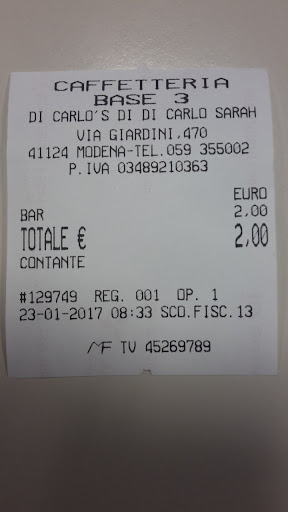 CAFFETTERIA
BASE 3
DI CARLO'S DI DI CARLO SARAH
VIA GIARDINI,470
41124 MODENA-TEL.059 355002
P.IVA 03489210363
EURO
BAR 2,00
TOTALE € 2,00
CONTANTE
#129749 REG. 001 OP. 1
23-01-2017 08:33 SCO.FISC.13
MF TV 45269789